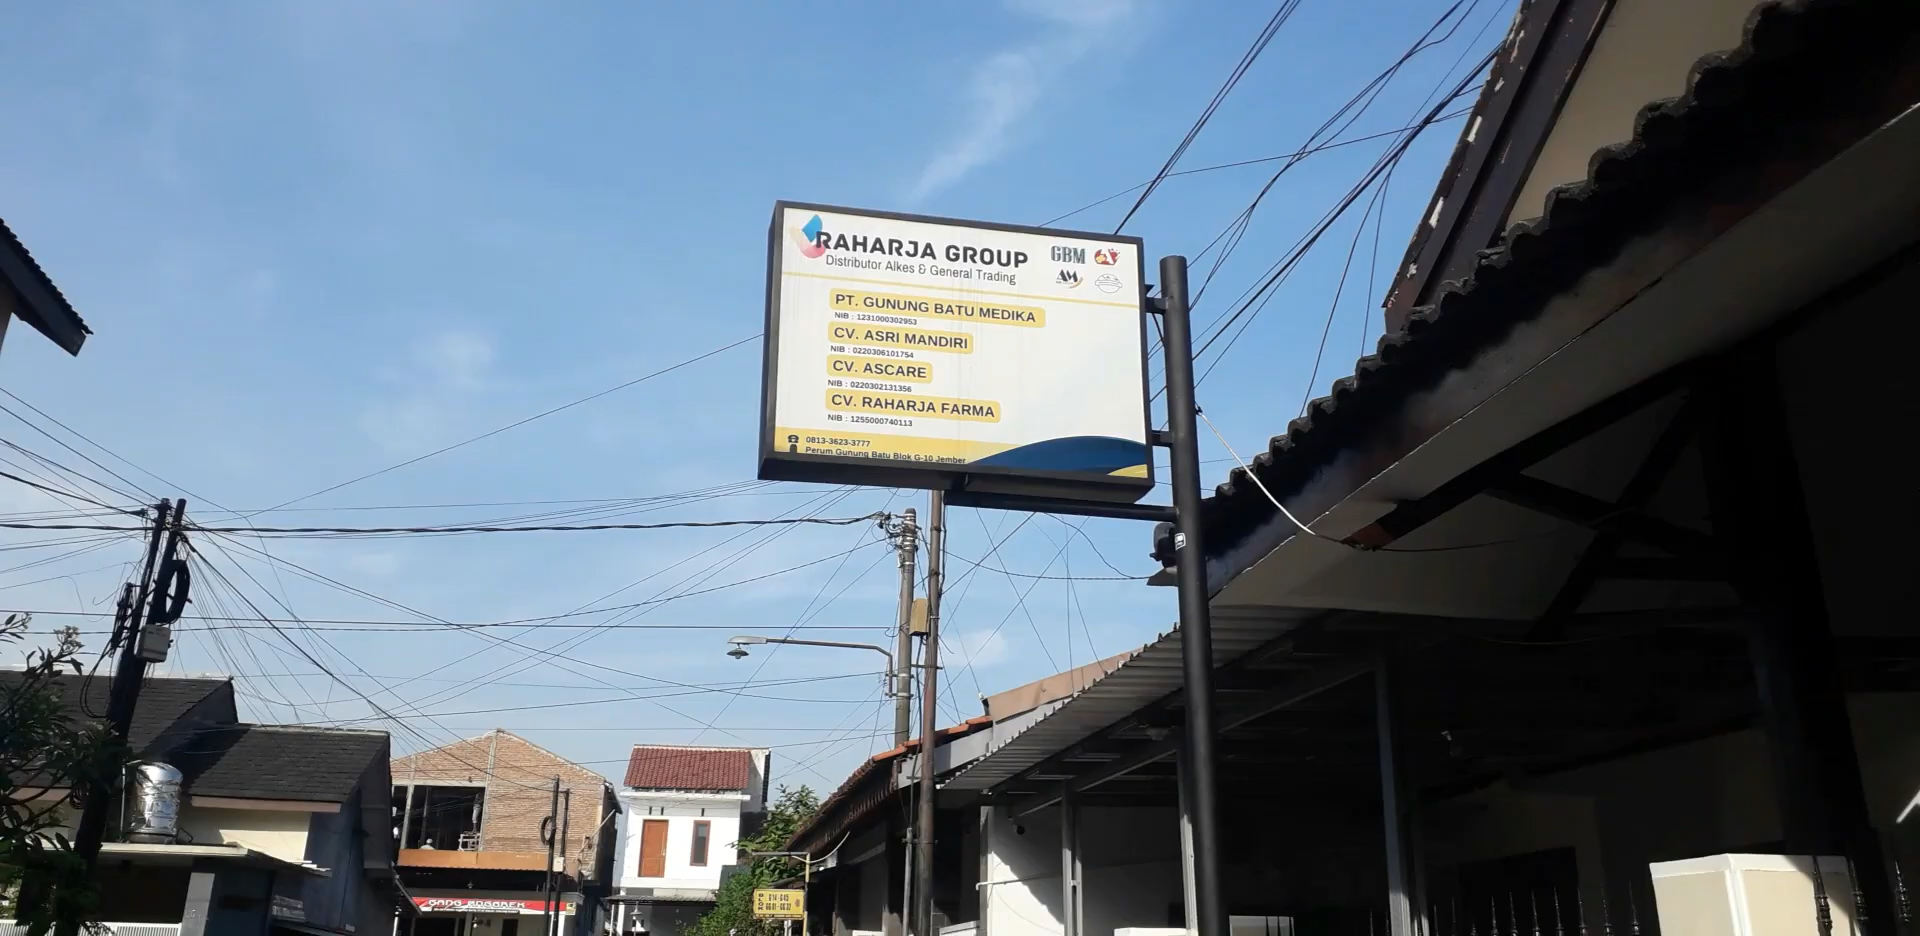 RAHARJA GROUP
Distributor Alkes & General Trading
GBM
AM
PT. GUNUNG BATU MEDIKA
NIB : 1231000302953
CV. ASRI MANDIRI
NIB : 0220306101754
CV. ASCARE
NIB : 0220302131356
CV. RAHARJA FARMA
NIB : 1255000740113
0813-3623-3777
Perum Gunung Batu Blok G-10 Jember
BLOK